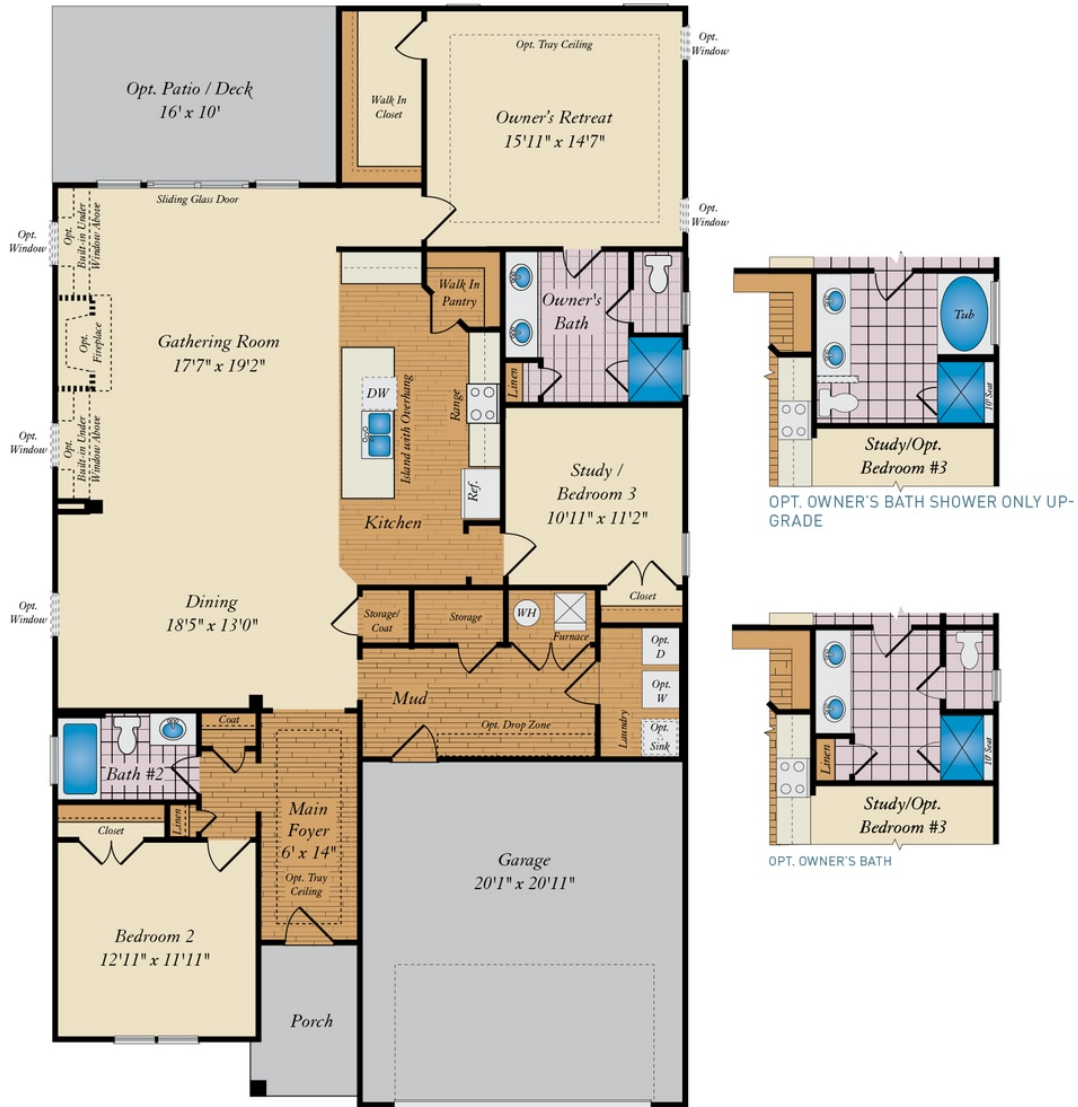 Opt. Patio / Deck
16' x 10'
Walk In
Closet
Opt. Tray Ceiling
Owner's Retreat
15'11" x 14'7"
Opt.
Window
Opt.
Window
Sliding Glass Door
Opt.
Window
Opt.
Built-in Under
Window Above
Opt.
Fireplace
Gathering Room
17'7" x 19'2"
Opt.
Window
Opt.
Built-in Under
Window Above
Walk In
Pantry
Owner's
Bath
Linen
DW
Island with Overhang
Range
Ref.
Kitchen
Study /
Bedroom 3
10'11" x 11'2"
Closet
Opt.
Window
Dining
18'5" x 13'0"
Storage/
Coat
Storage
WH
Furnace
Opt.
D
Opt.
W
Opt.
Sink
Laundry
Mud
Opt. Drop Zone
Coat
Bath #2
Linen
Closet
Main
Foyer
6' x 14"
Opt. Tray
Ceiling
Garage
20'1" x 20'11"
Bedroom 2
12'11" x 11'11"
Porch
Tub
10' Seat
Study/Opt.
Bedroom #3
OPT. OWNER'S BATH SHOWER ONLY UP-
GRADE
Linen
10' Seat
Study/Opt.
Bedroom #3
OPT. OWNER'S BATH